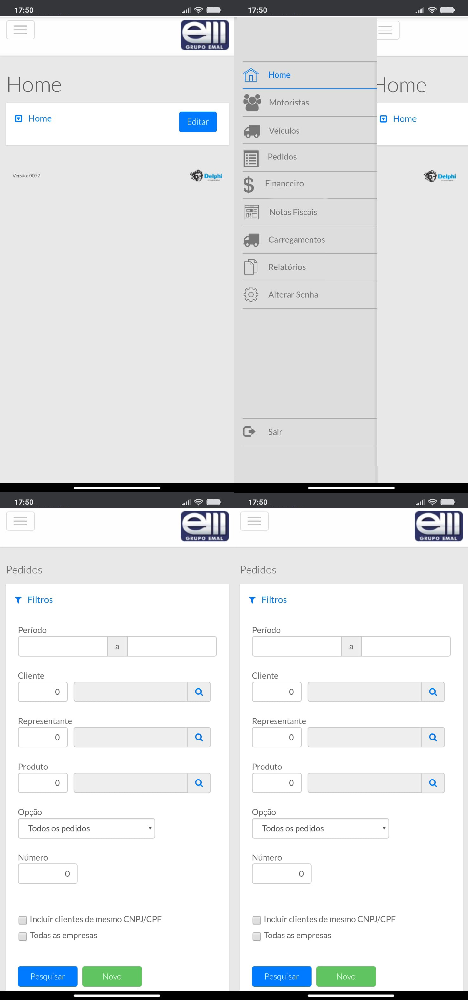 17:50
em
GRUPO EMAL
Home
Home
Editar
Versão: 0077
Delphi
17:50
Home
Motoristas
Veículos
Pedidos
Financeiro
Notas Fiscais
Carregamentos
Relatórios
Alterar Senha
Sair
Home
Home
Delphi
17:50
em
GRUPO EMAL
Pedidos
Filtros
Período
a
Cliente
0
Representante
0
Produto
0
Opção
Todos os pedidos
Número
0
Incluir clientes de mesmo CNPJ/CPF
Todas as empresas
Pesquisar Novo
17:50
em
GRUPO EMAL
Pedidos
Filtros
Período
a
Cliente
0
Representante
0
Produto
0
Opção
Todos os pedidos
Número
0
Incluir clientes de mesmo CNPJ/CPF
Todas as empresas
Pesquisar Novo